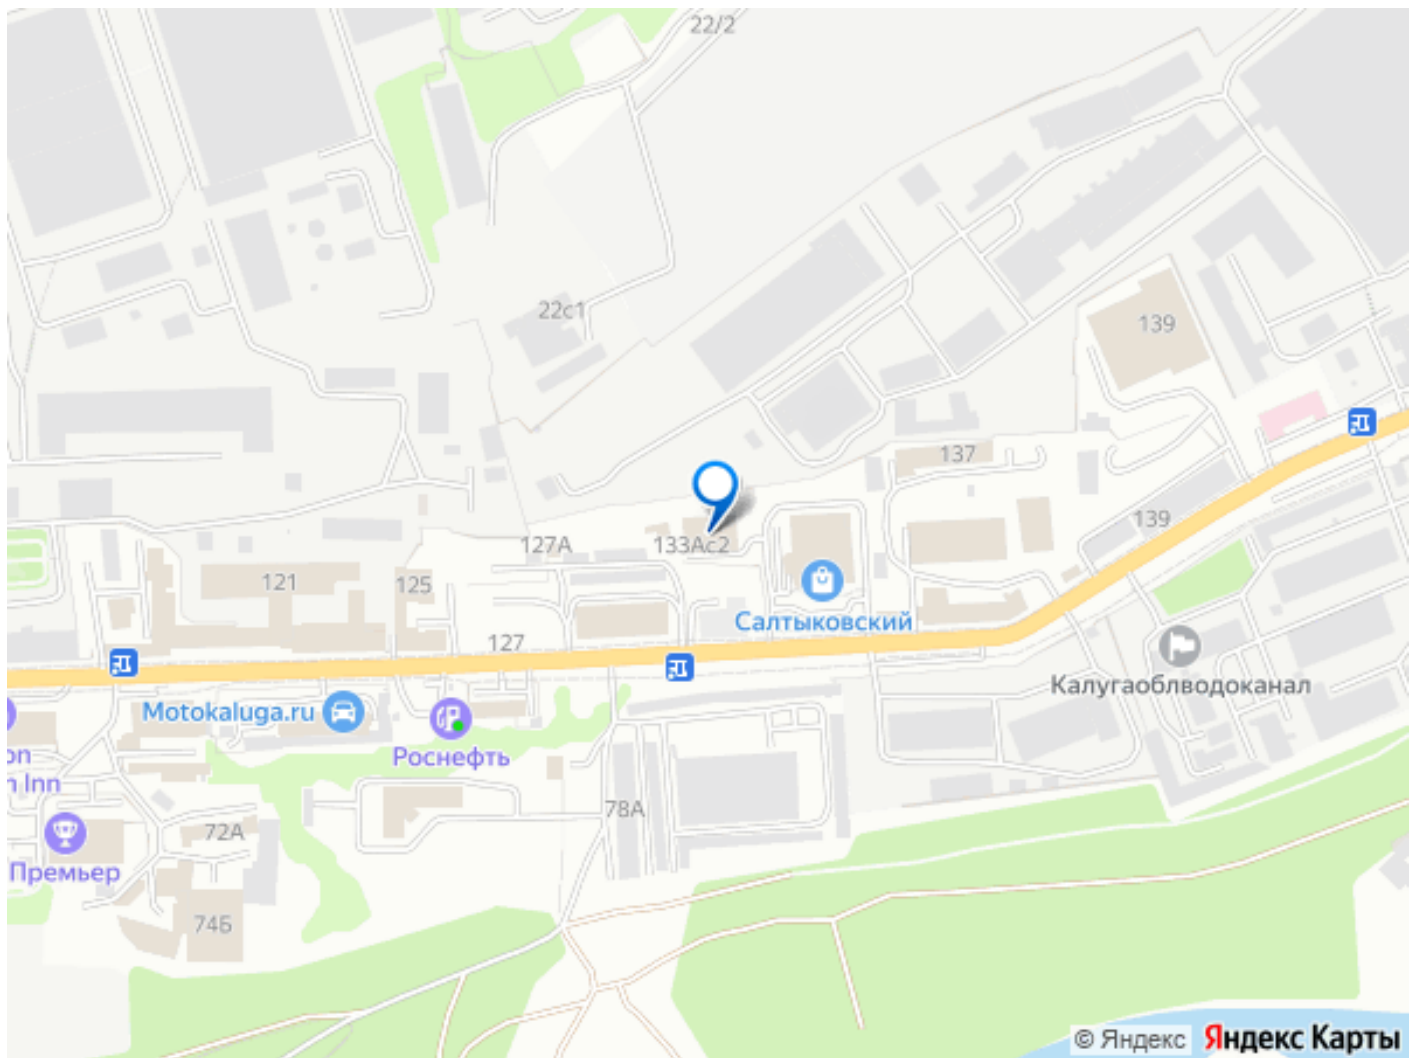 22/2
22с1
139
137
139
127А
133Ас2
121
125
Салтыковский
127
Калугаоблводоканал
Motokaluga.ru
Роснефть
on
n Inn
78А
72А
Премьер
74Б
© Яндекс Яндекс Карты